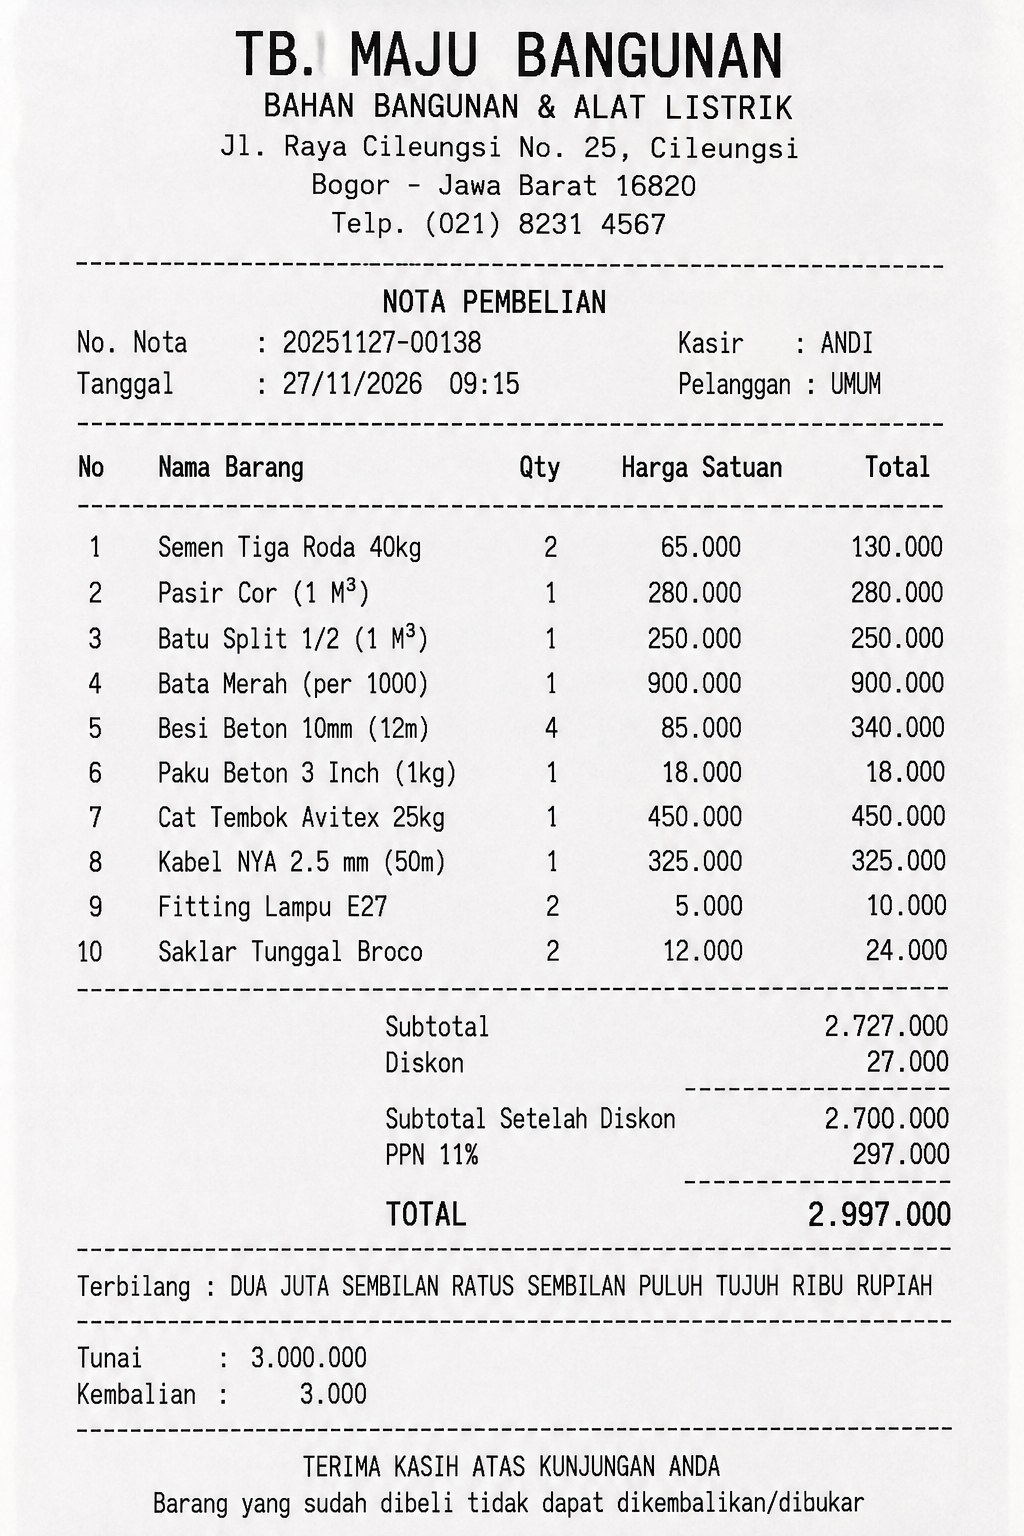 TB. MAJU BANGUNAN
BAHAN BANGUNAN & ALAT LISTRIK
Jl. Raya Cileungsi No. 25, Cileungsi
Bogor - Jawa Barat 16820
Telp. (021) 8231 4567
NOTA PEMBELIAN
No. Nota : 20251127-00138 Kasir : ANDI
Tanggal : 27/11/2026 09:15 Pelanggan : UMUM
No Nama Barang Qty Harga Satuan Total
1 Semen Tiga Roda 40kg 2 65.000 130.000
2 Pasir Cor (1 M³) 1 280.000 280.000
3 Batu Split 1/2 (1 M³) 1 250.000 250.000
4 Bata Merah (per 1000) 1 900.000 900.000
5 Besi Beton 10mm (12m) 4 85.000 340.000
6 Paku Beton 3 Inch (1kg) 1 18.000 18.000
7 Cat Tembok Avitex 25kg 1 450.000 450.000
8 Kabel NYA 2.5 mm (50m) 1 325.000 325.000
9 Fitting Lampu E27 2 5.000 10.000
10 Saklar Tunggal Broco 2 12.000 24.000
Subtotal 2.727.000
Diskon 27.000
Subtotal Setelah Diskon 2.700.000
PPN 11% 297.000
TOTAL 2.997.000
Terbilang : DUA JUTA SEMBILAN RATUS SEMBILAN PULUH TUJUH RIBU RUPIAH
Tunai : 3.000.000
Kembalian : 3.000
TERIMA KASIH ATAS KUNJUNGAN ANDA
Barang yang sudah dibeli tidak dapat dikembalikan/dibukar